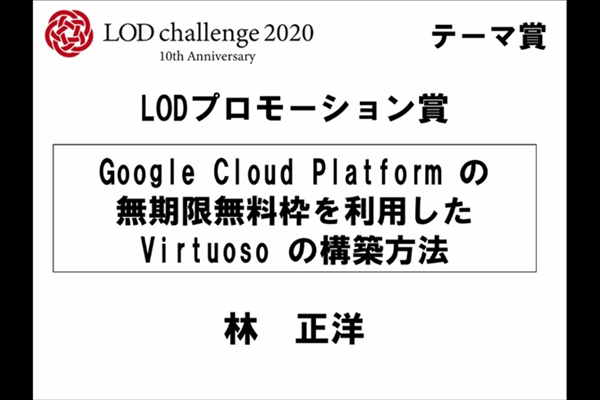 LOD challenge 2020
10th Anniversary
テーマ賞
LODプロモーション賞
Google Cloud Platform の
無期限無料枠を利用した
Virtuoso の構築方法
林 正洋